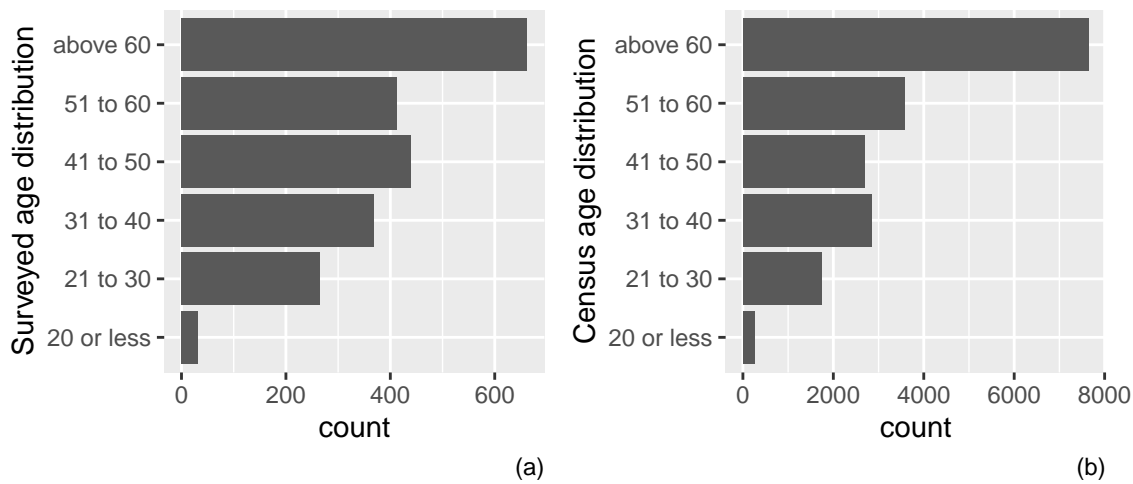 Surveyed age distribution
above 60
51 to 60
41 to 50
31 to 40
21 to 30
20 or less
0 200 400 600
count
(a)
Census age distribution
above 60
51 to 60
41 to 50
31 to 40
21 to 30
20 or less
0 2000 4000 6000 8000
count
(b)